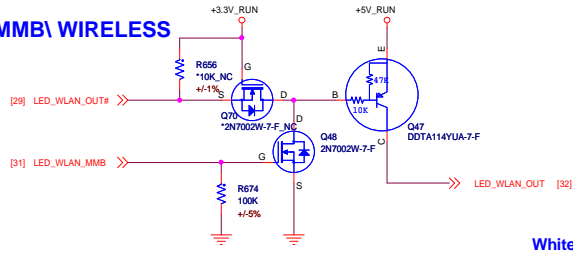 MMB\ WIRELESS
+3.3V_RUN
+5V_RUN
R656
*10K_NC
+/-1%
G
S
D
E
47K
B
10K
[29] LED_WLAN_OUT#
Q70
*2N7002W-7-F_NC
D
Q48
2N7002W-7-F
C
Q47
DDTA114YUA-7-F
[31] LED_WLAN_MMB
G
R674
100K
+/-5%
S
LED_WLAN_OUT [32]
White